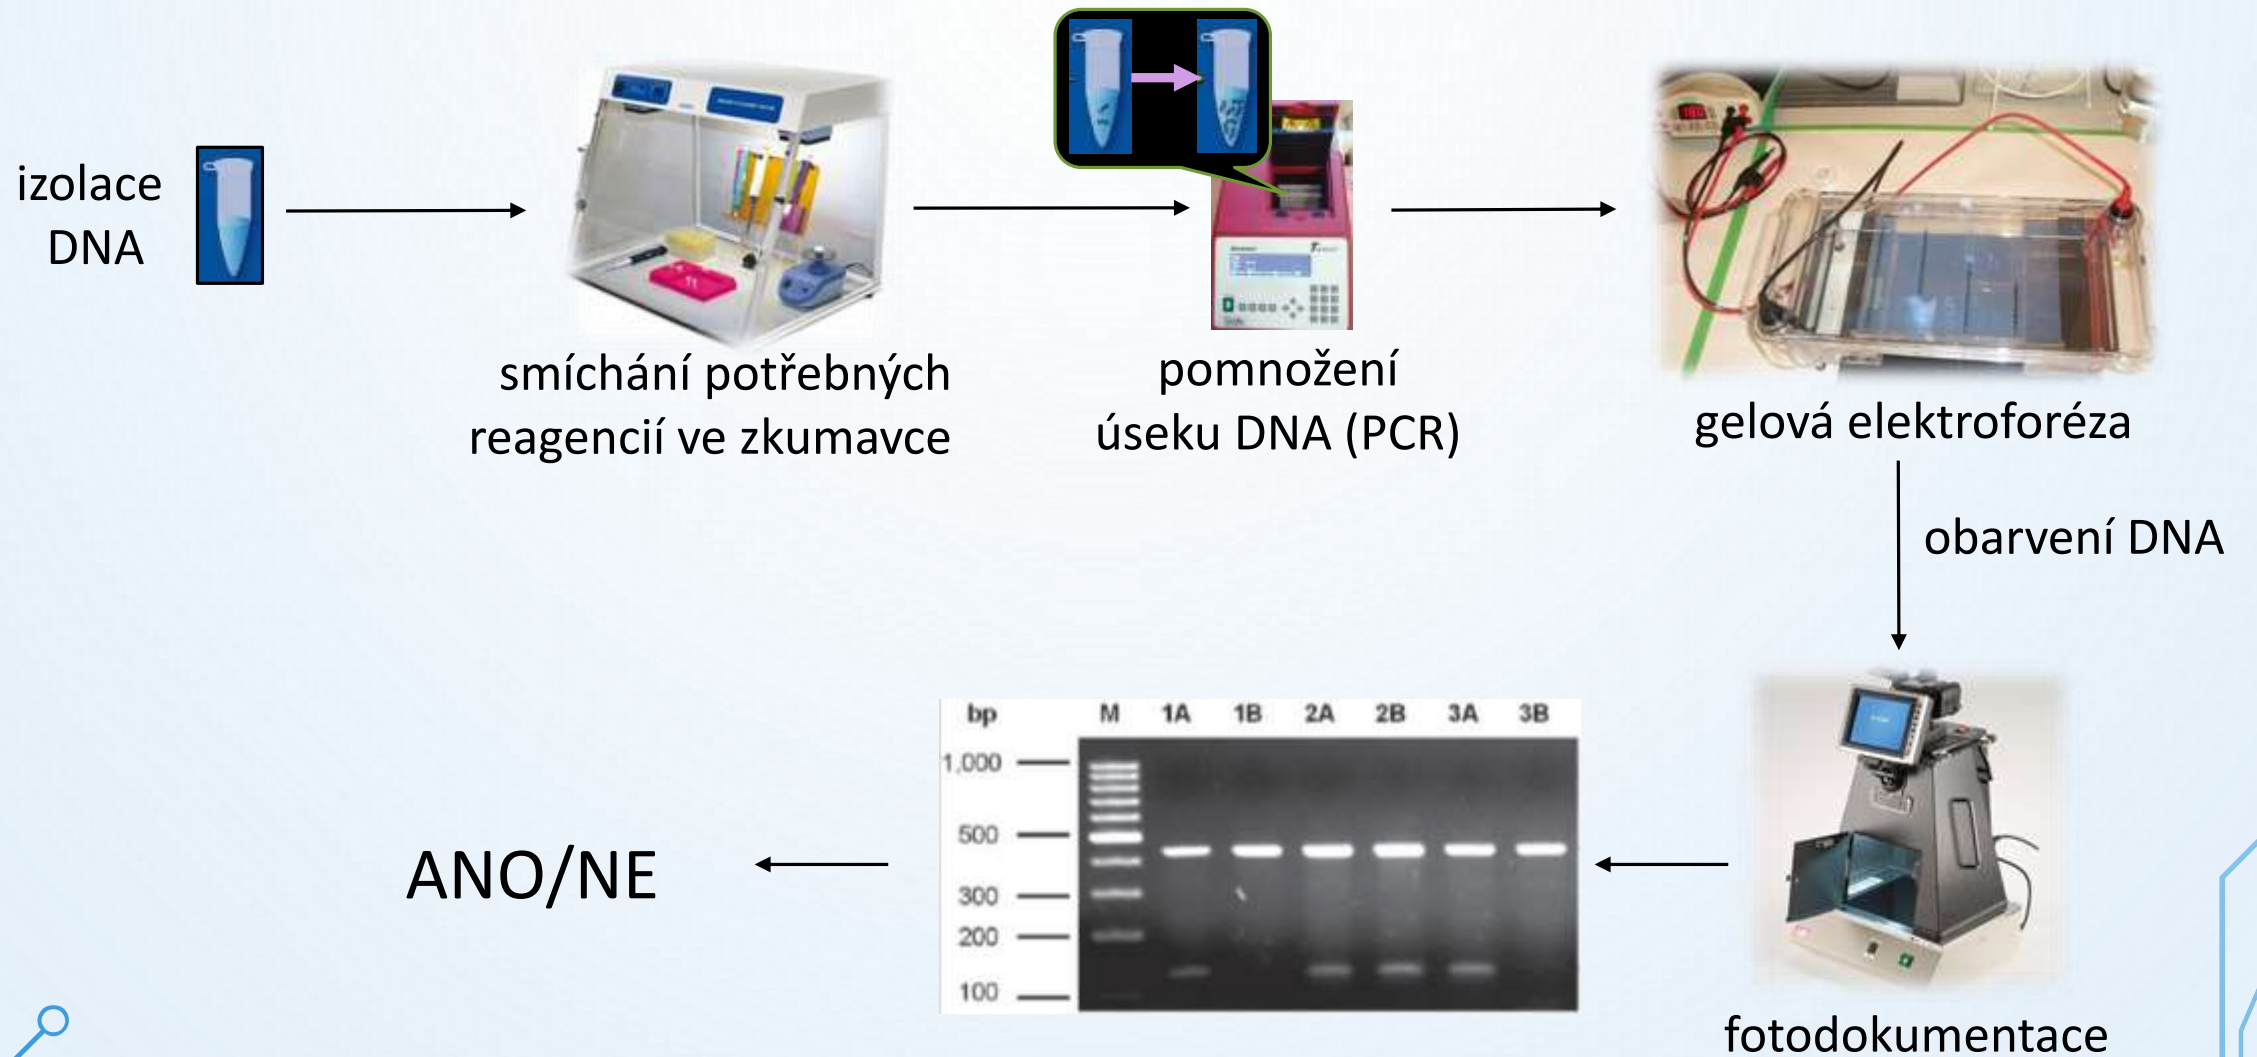 izolace
DNA
smíchání potřebných
reagencií ve zkumavce
pomnožení
úseku DNA (PCR)
gelová elektroforéza
obarvení DNA
bp M 1A 1B 2A 2B 3A 3B
1,000
500
300
200
100
ANO/NE
fotodokumentace